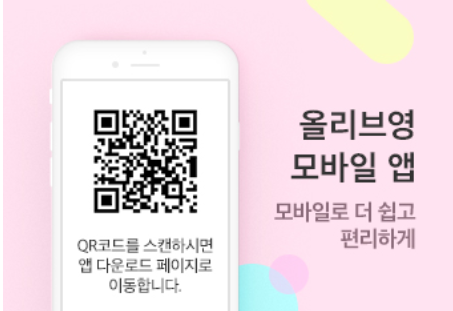 올리브영
모바일 앱
모바일로 더 쉽고
편리하게
QR코드를 스캔하시면
앱 다운로드 페이지로
이동합니다.